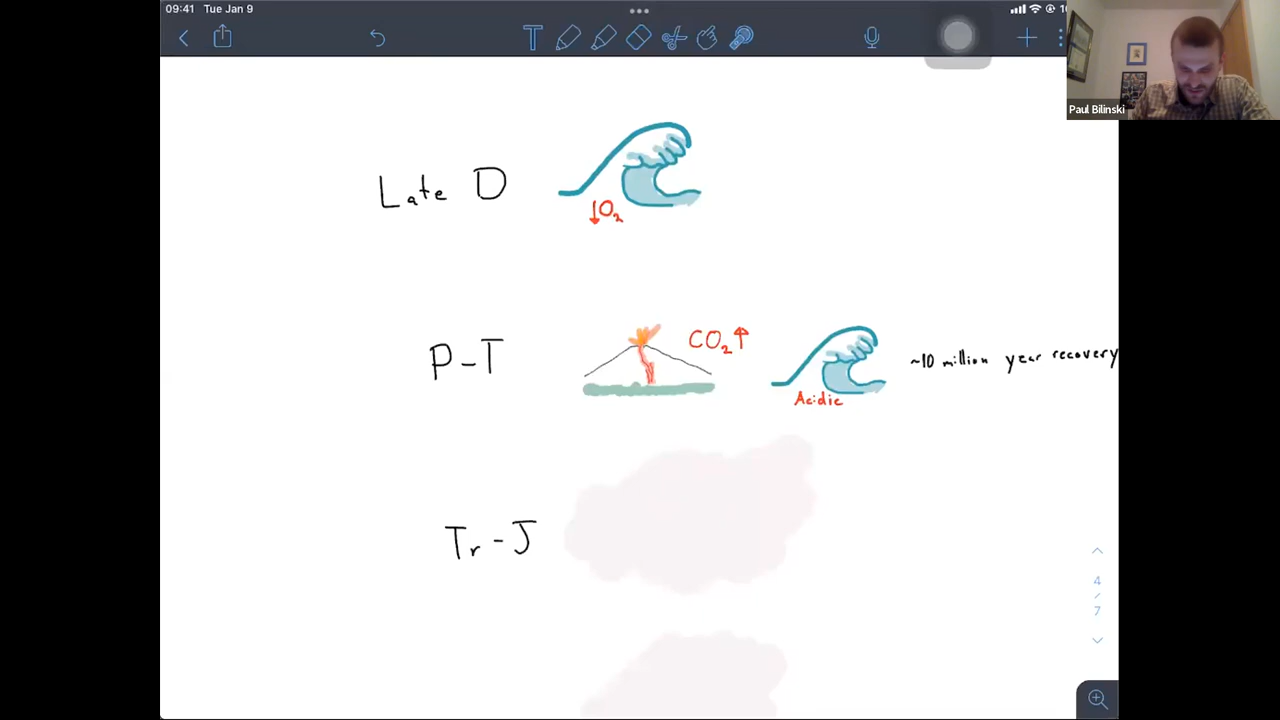 09:41 Tue Jan 9
Paul Bilinski
Late D
↓O₂
P-T
CO₂↑
Acidic
~10 million year recovery
Tr-J
4
/
7